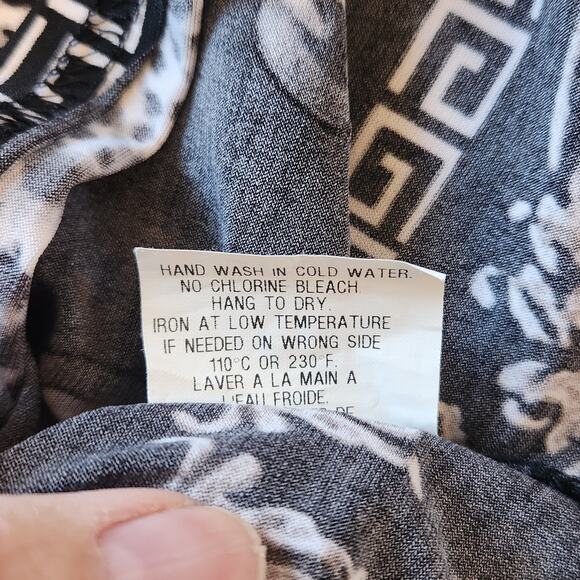 HAND WASH IN COLD WATER.
NO CHLORINE BLEACH
HANG TO DRY.
IRON AT LOW TEMPERATURE
IF NEEDED ON WRONG SIDE
110°C OR 230°F.
LAVER A LA MAIN A
L'EAU FROIDE.
DE